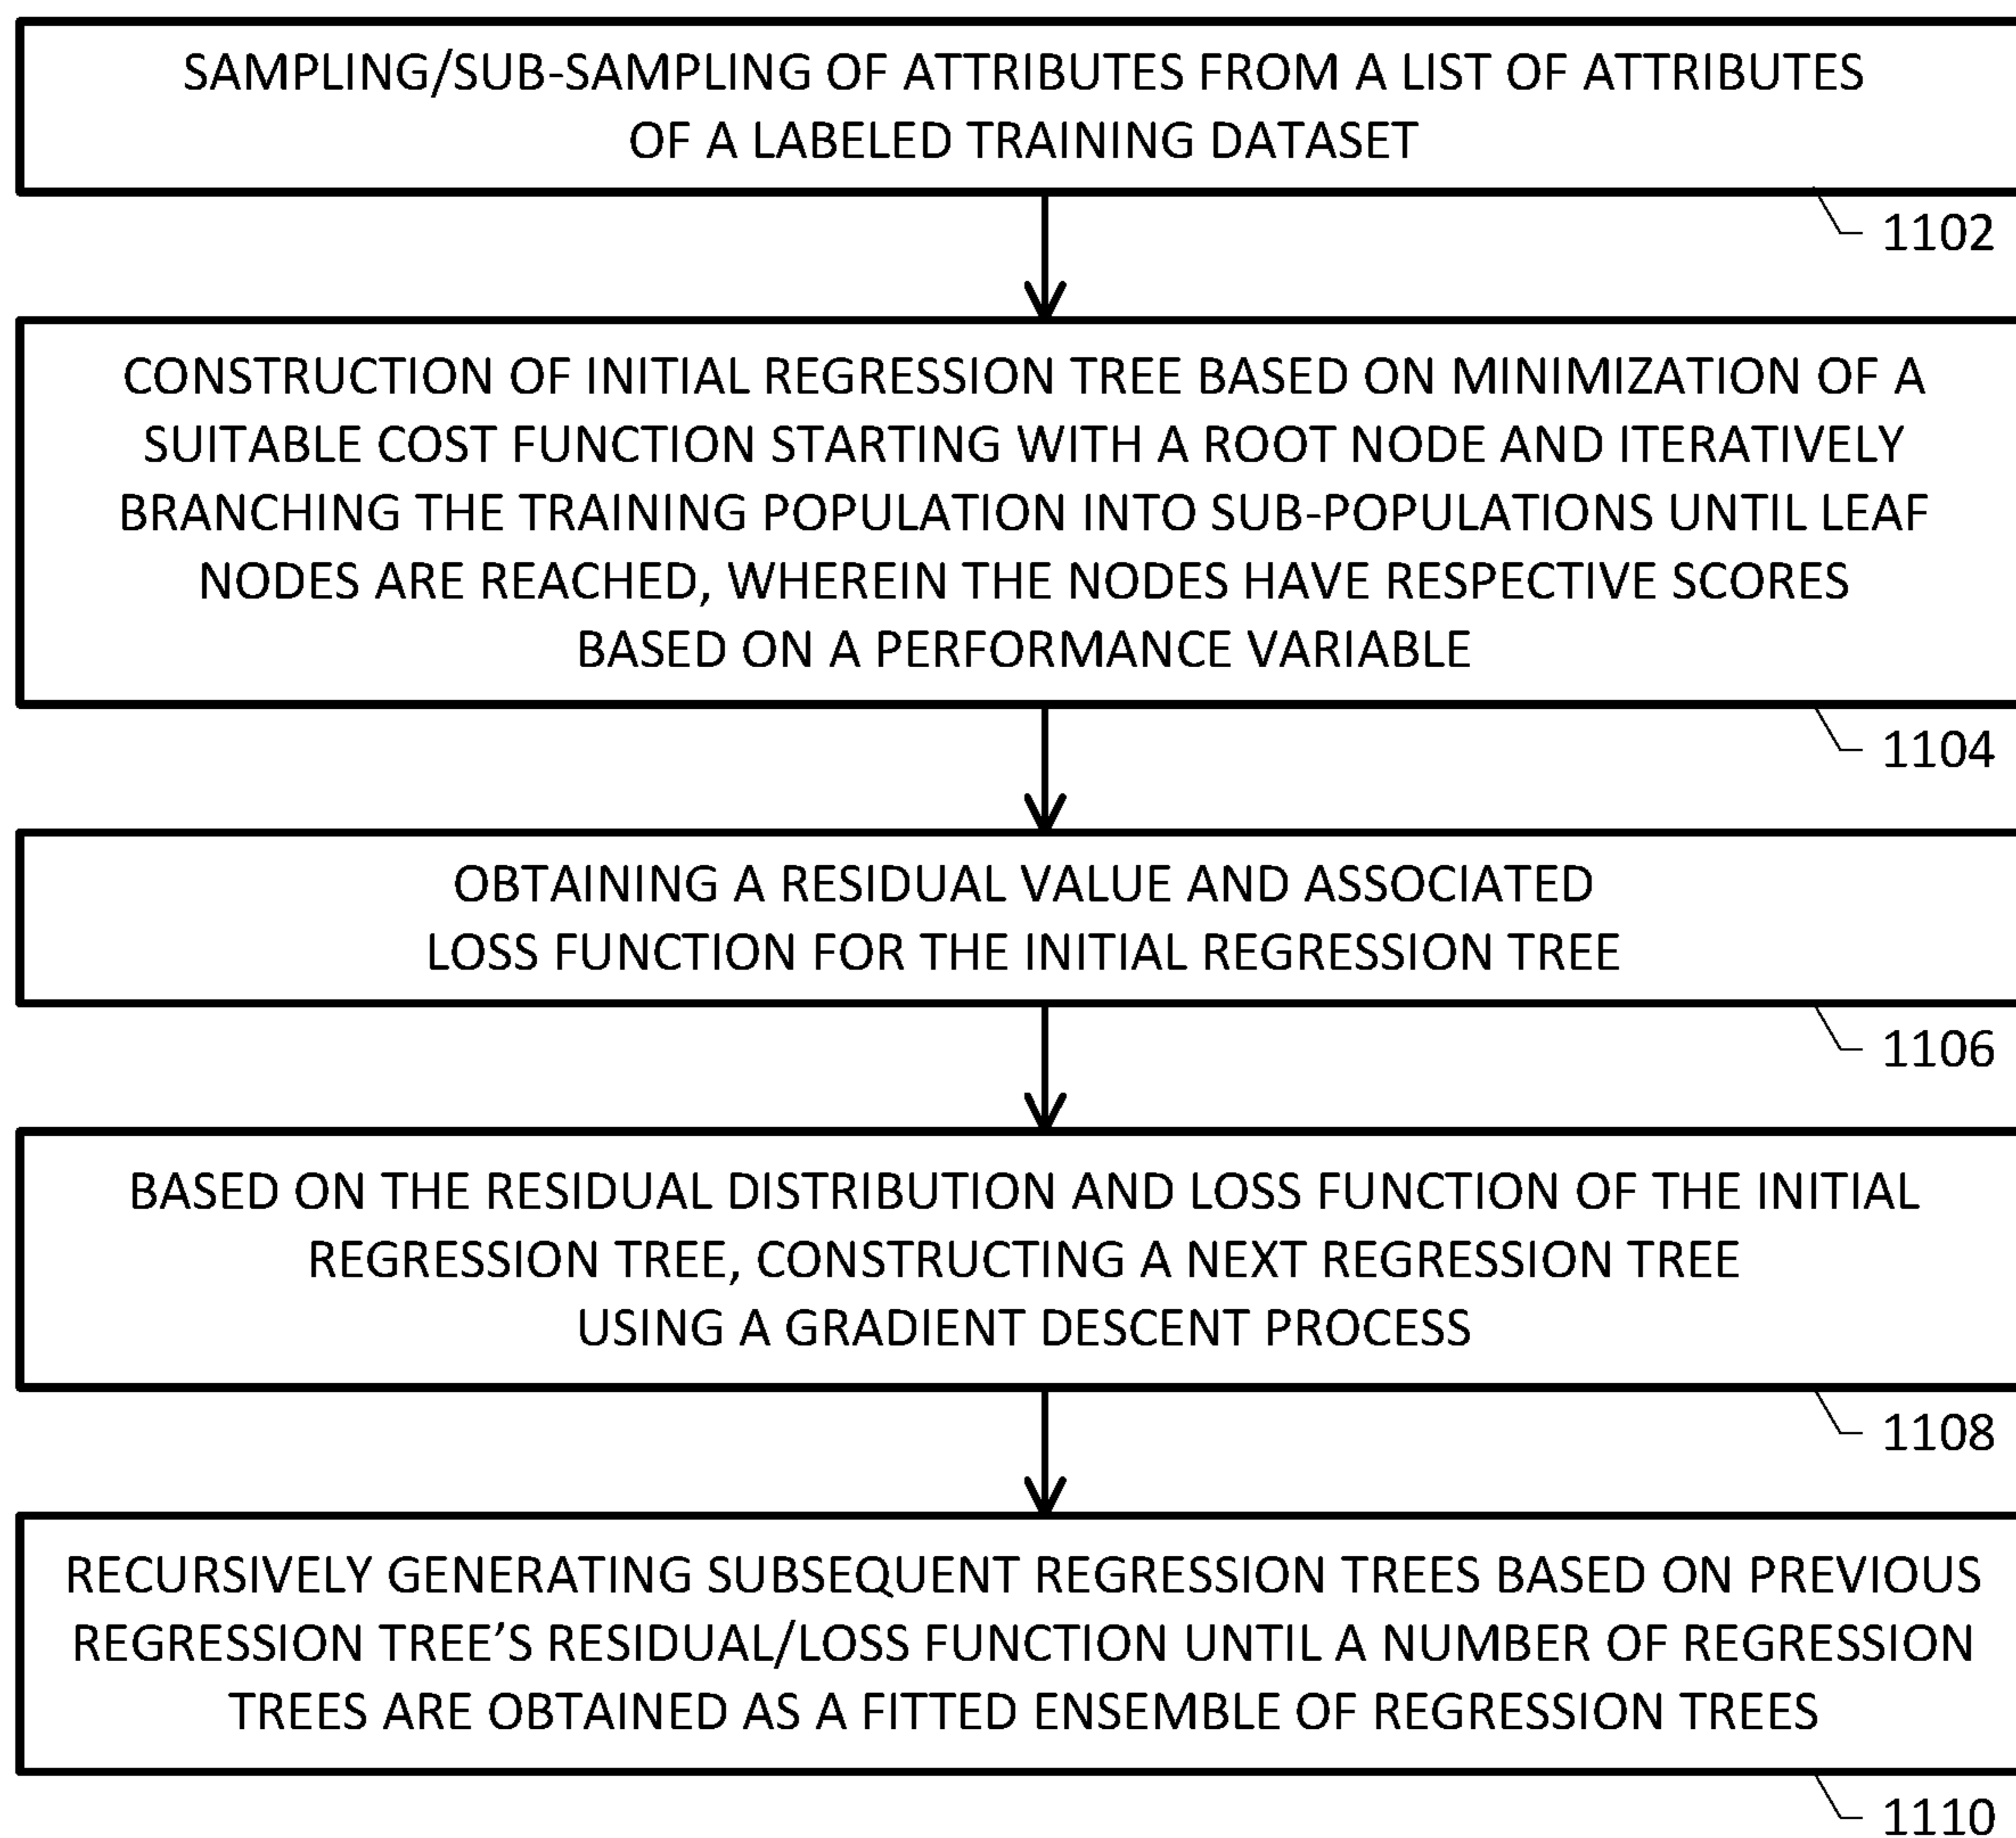 SAMPLING/SUB-SAMPLING OF ATTRIBUTES FROM A LIST OF ATTRIBUTES
OF A LABELED TRAINING DATASET
1102
CONSTRUCTION OF INITIAL REGRESSION TREE BASED ON MINIMIZATION OF A
SUITABLE COST FUNCTION STARTING WITH A ROOT NODE AND ITERATIVELY
BRANCHING THE TRAINING POPULATION INTO SUB-POPULATIONS UNTIL LEAF
NODES ARE REACHED, WHEREIN THE NODES HAVE RESPECTIVE SCORES
BASED ON A PERFORMANCE VARIABLE
1104
OBTAINING A RESIDUAL VALUE AND ASSOCIATED
LOSS FUNCTION FOR THE INITIAL REGRESSION TREE
1106
BASED ON THE RESIDUAL DISTRIBUTION AND LOSS FUNCTION OF THE INITIAL
REGRESSION TREE, CONSTRUCTING A NEXT REGRESSION TREE
USING A GRADIENT DESCENT PROCESS
1108
RECURSIVELY GENERATING SUBSEQUENT REGRESSION TREES BASED ON PREVIOUS
REGRESSION TREE’S RESIDUAL/LOSS FUNCTION UNTIL A NUMBER OF REGRESSION
TREES ARE OBTAINED AS A FITTED ENSEMBLE OF REGRESSION TREES
1110